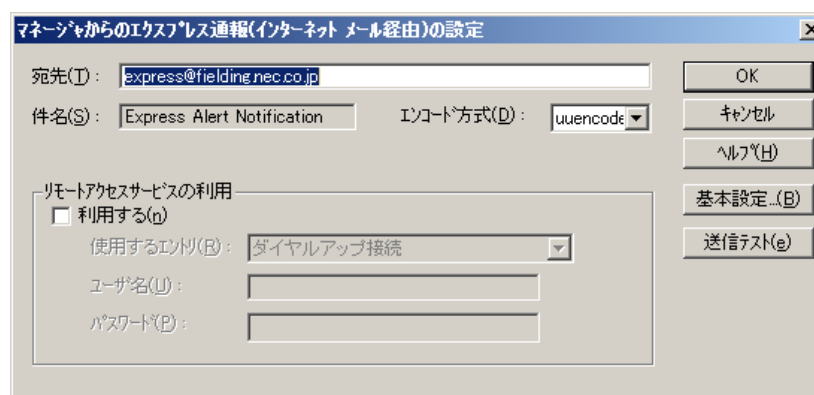 マネージャからのエクスプレス通報(インターネット メール経由)の設定
宛先(T): express@fielding.nec.co.jp
OK
件名(S): Express Alert Notification エンコード方式(D): uuencode
キャンセル
ヘルプ(H)
リモートアクセスサービスの利用
基本設定...(B)
利用する(n)
使用するエントリ(R): ダイヤルアップ接続
送信テスト(e)
ユーザ名(U):
パスワード(P):